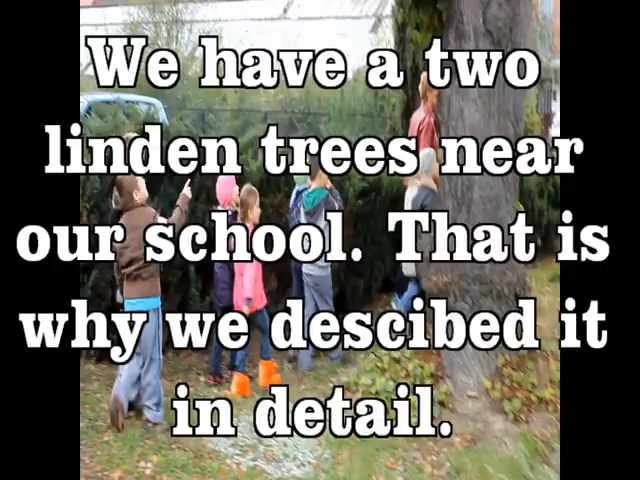 We have a two
linden trees near
our school. That is
why we descibed it
in detail.